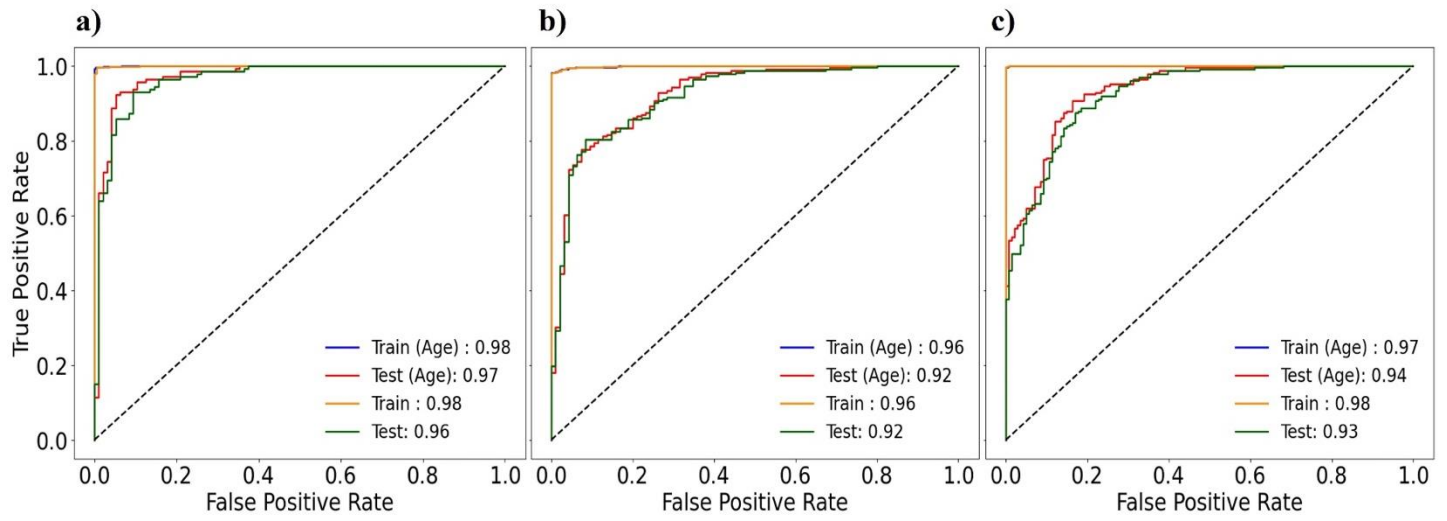 a)
True Positive Rate
1.0
0.8
0.6
0.4
0.2
0.0
Train (Age) : 0.98
Test (Age): 0.97
Train : 0.98
Test: 0.96
0.0 0.2 0.4 0.6 0.8 1.0
False Positive Rate
b)
Train (Age) : 0.96
Test (Age): 0.92
Train : 0.96
Test: 0.92
0.0 0.2 0.4 0.6 0.8 1.0
False Positive Rate
c)
Train (Age) : 0.97
Test (Age): 0.94
Train : 0.98
Test: 0.93
0.0 0.2 0.4 0.6 0.8 1.0
False Positive Rate